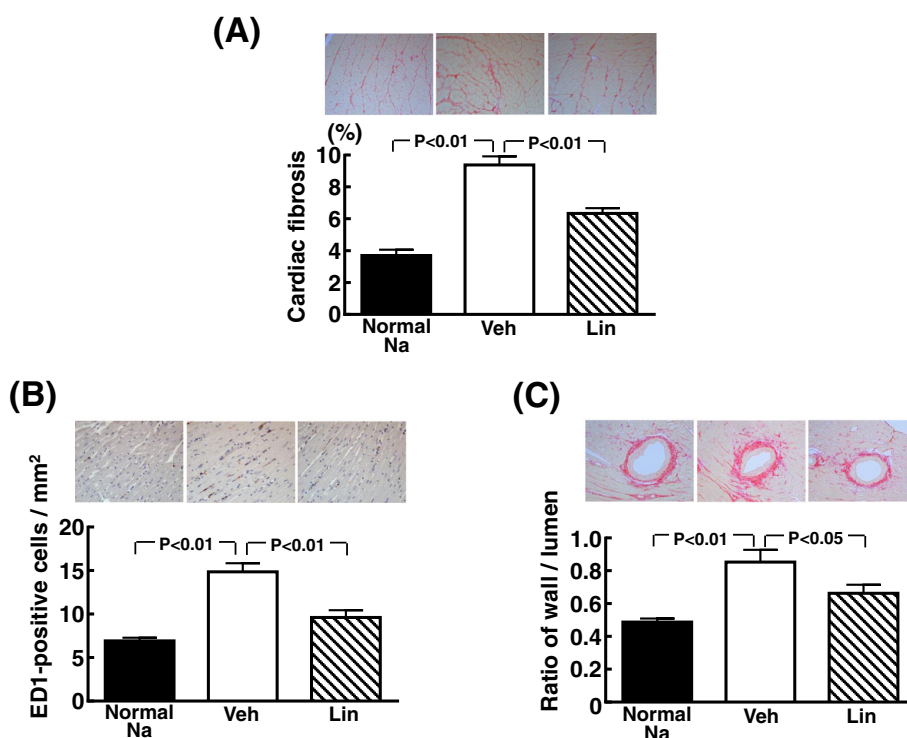 (A)
(%)
P<0.01 P<0.01
Cardiac fibrosis
10
8
6
4
2
0
Normal Na
Veh
Lin
(B)
ED1-positive cells / mm²
P<0.01 P<0.01
20
15
10
5
0
Normal Na
Veh
Lin
(C)
Ratio of wall / lumen
P<0.01 P<0.05
1.0
0.8
0.6
0.4
0.2
0
Normal Na
Veh
Lin